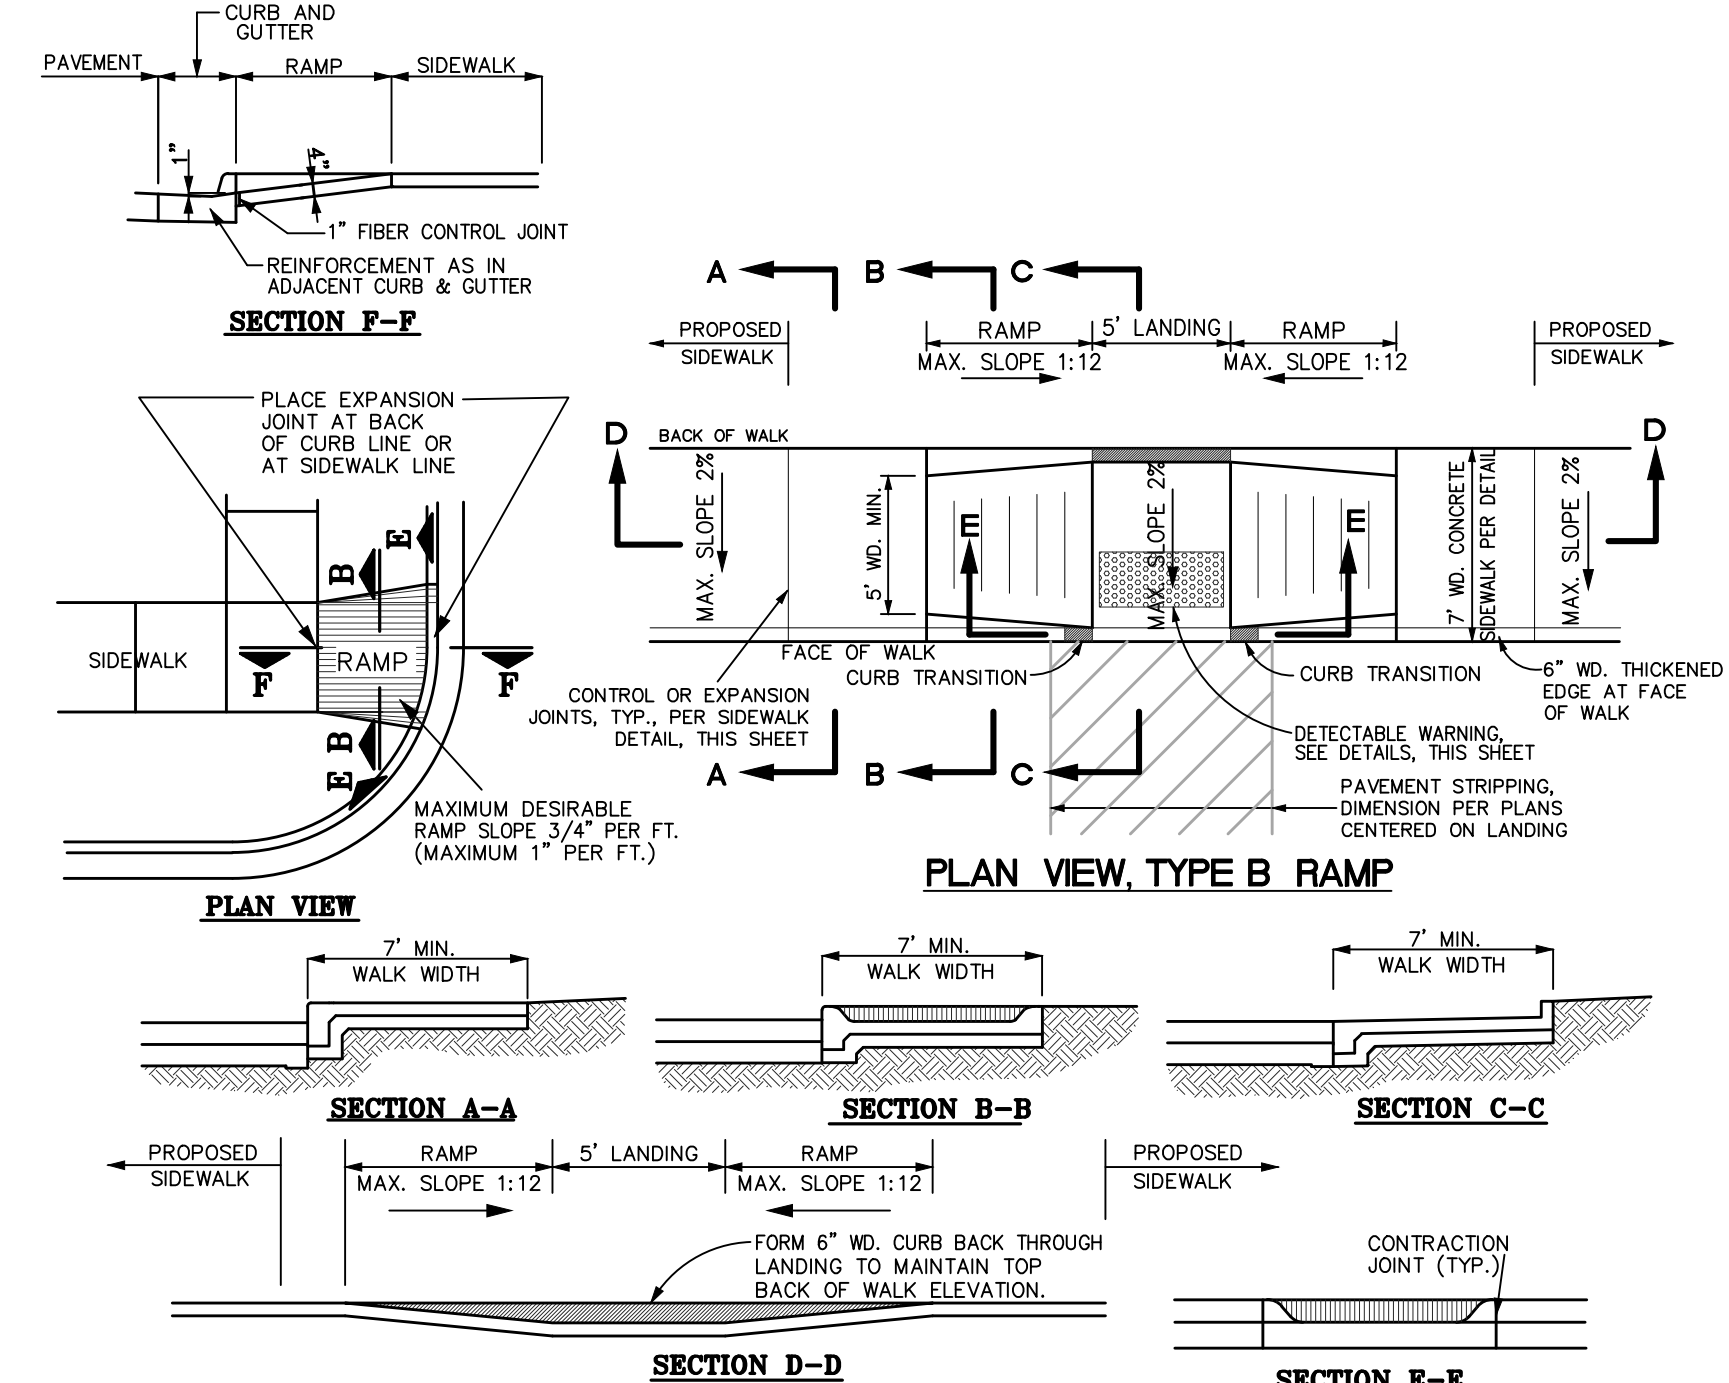 CURB AND
GUTTER
PAVEMENT
RAMP
SIDEWALK
1"
4"
1" FIBER CONTROL JOINT
REINFORCEMENT AS IN
ADJACENT CURB & GUTTER
SECTION F-F
PLACE EXPANSION
JOINT AT BACK
OF CURB LINE OR
AT SIDEWALK LINE
E
B
SIDEWALK
RAMP
F
F
B
E
MAXIMUM DESIRABLE
RAMP SLOPE 3/4" PER FT.
(MAXIMUM 1" PER FT.)
PLAN VIEW
A
B
C
PROPOSED
SIDEWALK
RAMP
MAX. SLOPE 1:12
5' LANDING
RAMP
MAX. SLOPE 1:12
PROPOSED
SIDEWALK
D
BACK OF WALK
D
MAX. SLOPE 2%
5' WD. MIN.
E
MAX. SLOPE 2%
E
7' WD. CONCRETE
SIDEWALK PER DETAIL
MAX. SLOPE 2%
FACE OF WALK
CURB TRANSITION
CURB TRANSITION
6" WD. THICKENED
EDGE AT FACE
OF WALK
CONTROL OR EXPANSION
JOINTS, TYP., PER SIDEWALK
DETAIL, THIS SHEET
DETECTABLE WARNING,
SEE DETAILS, THIS SHEET
A
B
C
PAVEMENT STRIPPING,
DIMENSION PER PLANS
CENTERED ON LANDING
PLAN VIEW, TYPE B RAMP
7' MIN.
WALK WIDTH
SECTION A-A
7' MIN.
WALK WIDTH
SECTION B-B
7' MIN.
WALK WIDTH
SECTION C-C
PROPOSED
SIDEWALK
RAMP
MAX. SLOPE 1:12
5' LANDING
RAMP
MAX. SLOPE 1:12
PROPOSED
SIDEWALK
FORM 6" WD. CURB BACK THROUGH
LANDING TO MAINTAIN TOP
BACK OF WALK ELEVATION.
SECTION D-D
CONTRACTION
JOINT (TYP.)
SECTION E-E